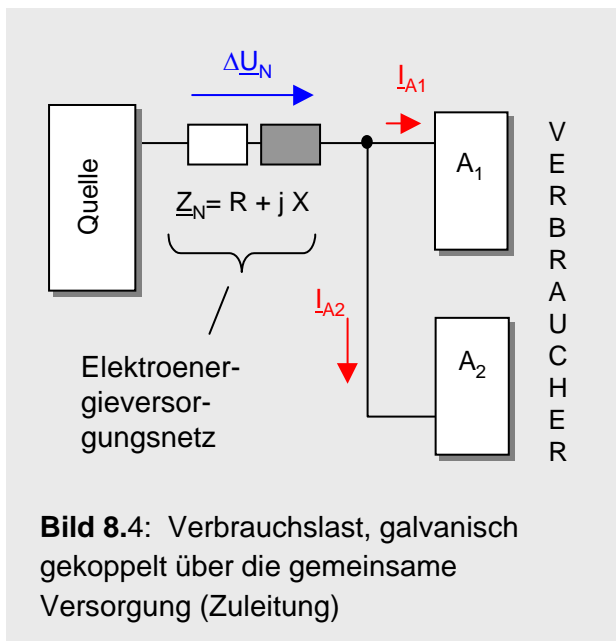 ΔU_N
I_A1
Quelle
A_1
Z_N= R + j X
I_A2
A_2
Elektroener-
gieversor-
gungsnetz
VERBRAUCHER
Bild 8.4: Verbrauchslast, galvanisch
gekoppelt über die gemeinsame
Versorgung (Zuleitung)